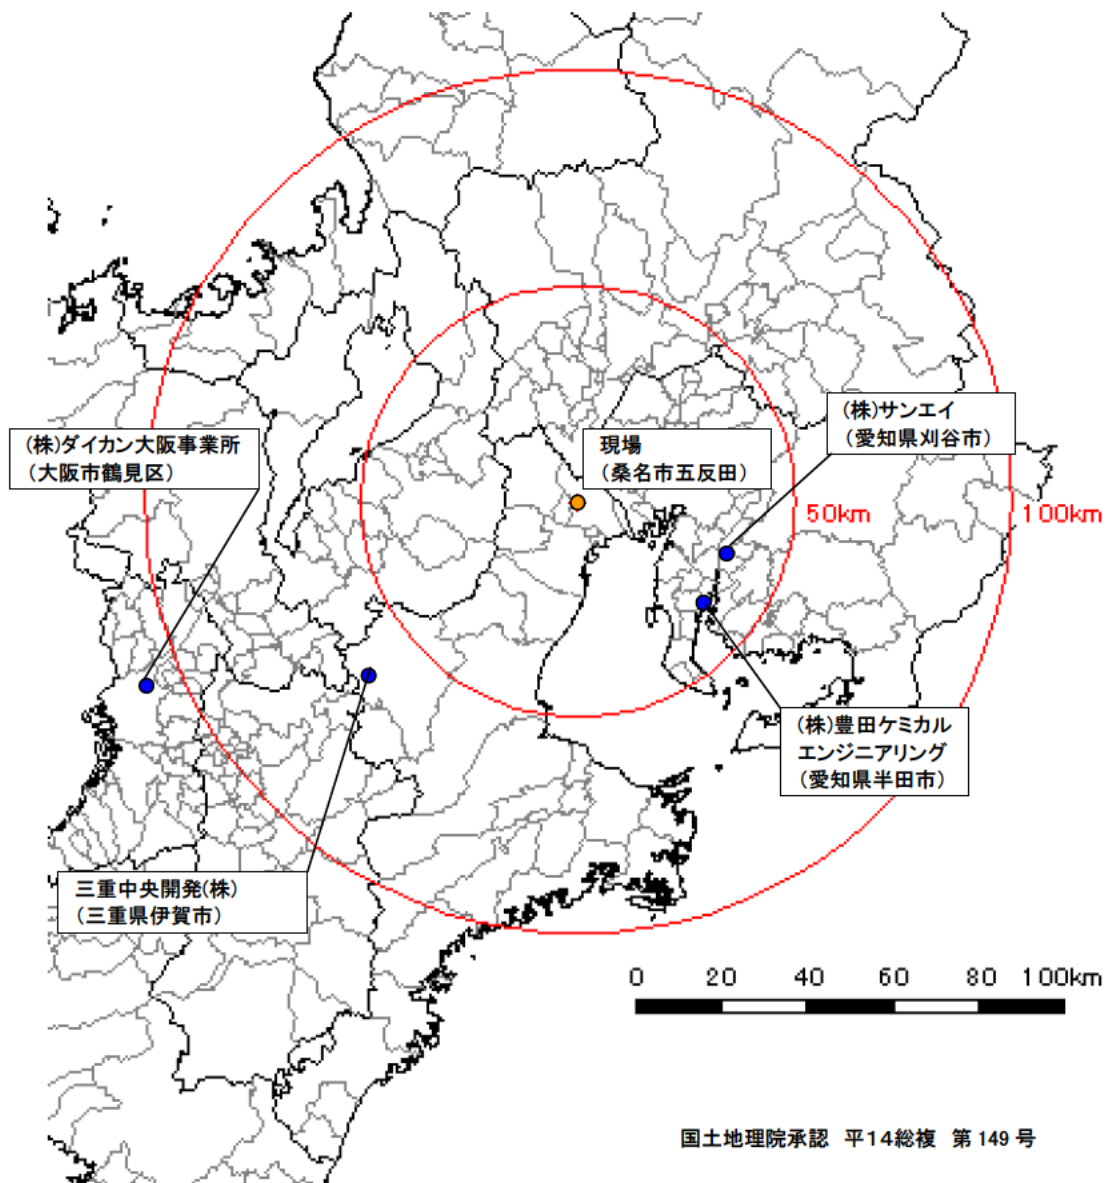 (株)サンエイ
(愛知県刈谷市)
(株)ダイカン大阪事業所
(大阪市鶴見区)
現場
(桑名市五反田)
50km
100km
(株)豊田ケミカル
エンジニアリング
(愛知県半田市)
三重中央開発(株)
(三重県伊賀市)
0 20 40 60 80 100km
国土地理院承認 平14総複 第149号